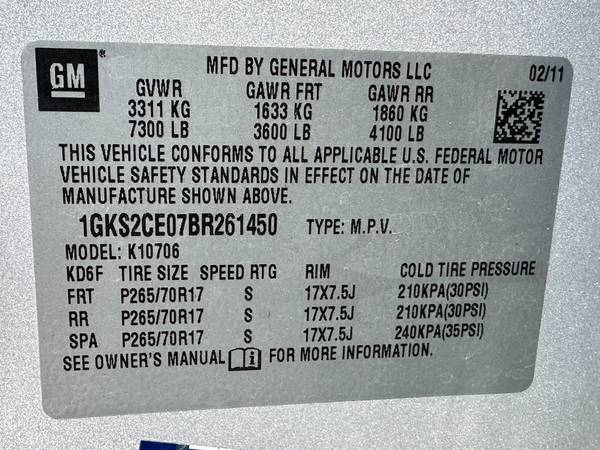 GM ® MFD BY GENERAL MOTORS LLC 02/11
GVWR GAWR FRT GAWR RR
3311 KG 1633 KG 1860 KG
7300 LB 3600 LB 4100 LB
THIS VEHICLE CONFORMS TO ALL APPLICABLE U.S. FEDERAL MOTOR
VEHICLE SAFETY STANDARDS IN EFFECT ON THE DATE OF
MANUFACTURE SHOWN ABOVE.
1GKS2CE07BR261450 TYPE: M.P.V.
MODEL: K10706
KD6F TIRE SIZE SPEED RTG RIM COLD TIRE PRESSURE
FRT P265/70R17 S 17X7.5J 210KPA(30PSI)
RR P265/70R17 S 17X7.5J 210KPA(30PSI)
SPA P265/70R17 S 17X7.5J 240KPA(35PSI)
SEE OWNER'S MANUAL FOR MORE INFORMATION.